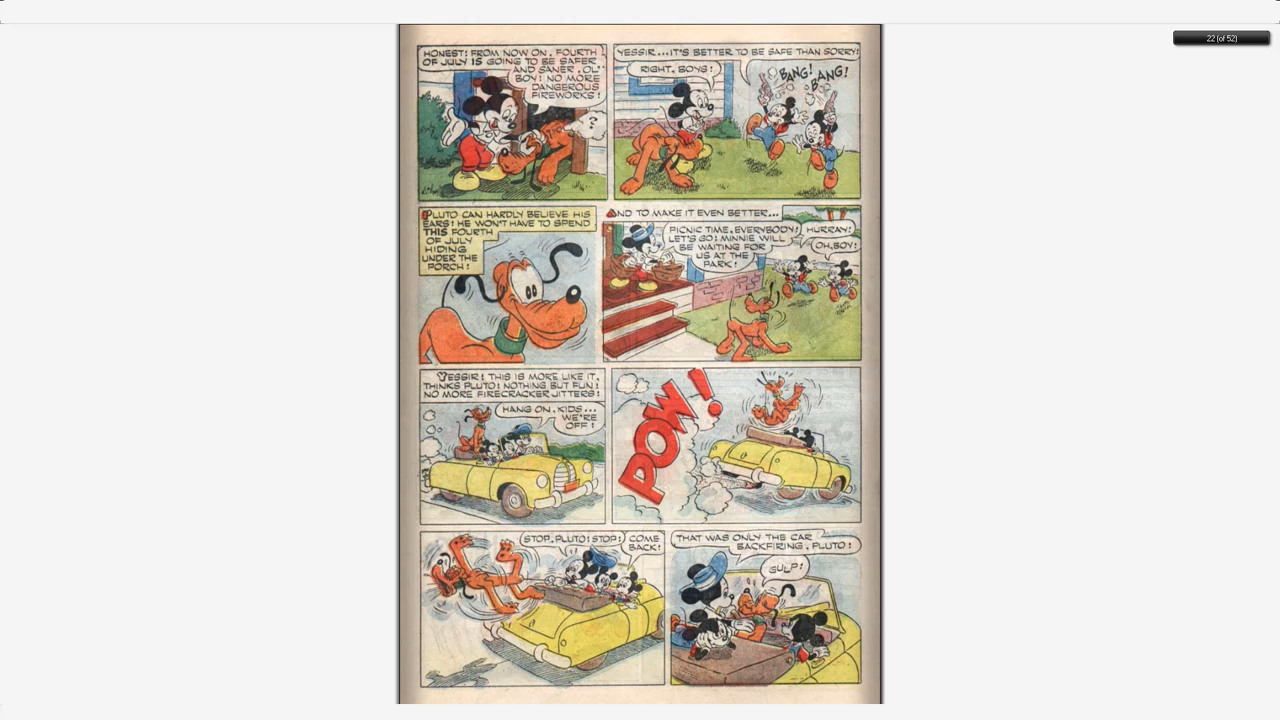 22 (of 52)
HONEST! FROM NOW ON, FOURTH
OF JULY IS GOING TO BE SAFER
AND SANER, OL'
BOY! NO MORE
DANGEROUS
FIREWORKS!
?
YESSIR...IT'S BETTER TO BE SAFE THAN SORRY!
RIGHT, BOYS!
BANG!
BANG!
PLUTO CAN HARDLY BELIEVE HIS
EARS! HE WON'T HAVE TO SPEND
THIS FOURTH
OF JULY
HIDING
UNDER THE
PORCH!
AND TO MAKE IT EVEN BETTER...
PICNIC TIME, EVERYBODY!
LET'S GO! MINNIE WILL
BE WAITING FOR
US AT THE
PARK!
HURRAY!
OH, BOY!
YESSIR! THIS IS MORE LIKE IT,
THINKS PLUTO! NOTHING BUT FUN!
NO MORE FIRECRACKER JITTERS!
HANG ON, KIDS...
WE'RE
OFF!
POW!
STOP, PLUTO! STOP!
COME
BACK!
THAT WAS ONLY THE CAR
BACKFIRING, PLUTO!
GULP!